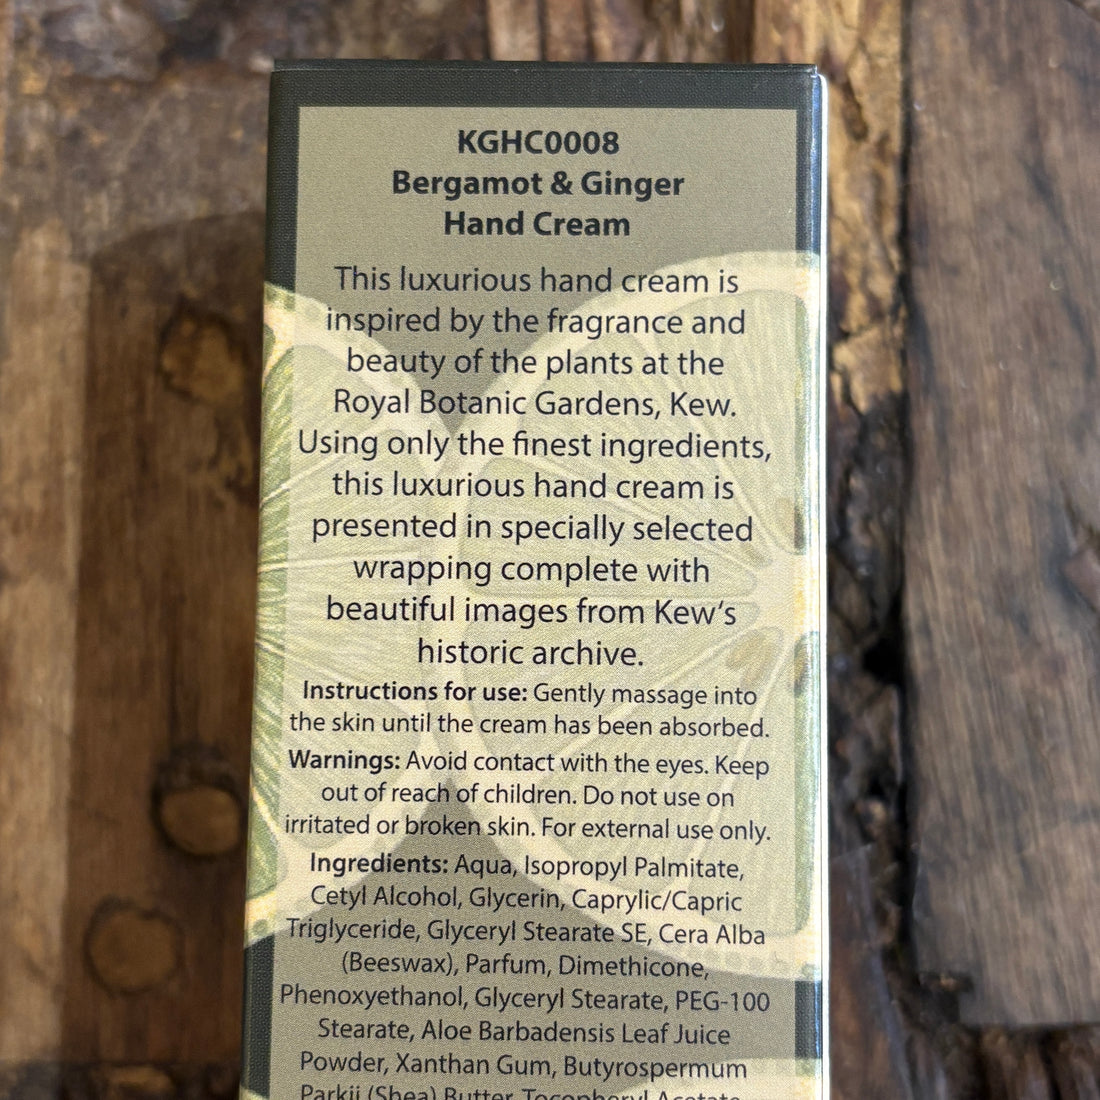 KGHC0008
Bergamot & Ginger
Hand Cream
This luxurious hand cream is
inspired by the fragrance and
beauty of the plants at the
Royal Botanic Gardens, Kew.
Using only the finest ingredients,
this luxurious hand cream is
presented in specially selected
wrapping complete with
beautiful images from Kew's
historic archive.
Instructions for use: Gently massage into
the skin until the cream has been absorbed.
Warnings: Avoid contact with the eyes. Keep
out of reach of children. Do not use on
irritated or broken skin. For external use only.
Ingredients: Aqua, Isopropyl Palmitate,
Cetyl Alcohol, Glycerin, Caprylic/Capric
Triglyceride, Glyceryl Stearate SE, Cera Alba
(Beeswax), Parfum, Dimethicone,
Phenoxyethanol, Glyceryl Stearate, PEG-100
Stearate, Aloe Barbadensis Leaf Juice
Powder, Xanthan Gum, Butyrospermum
Parkii (Shea) Butter, Tocopheryl Acetate,